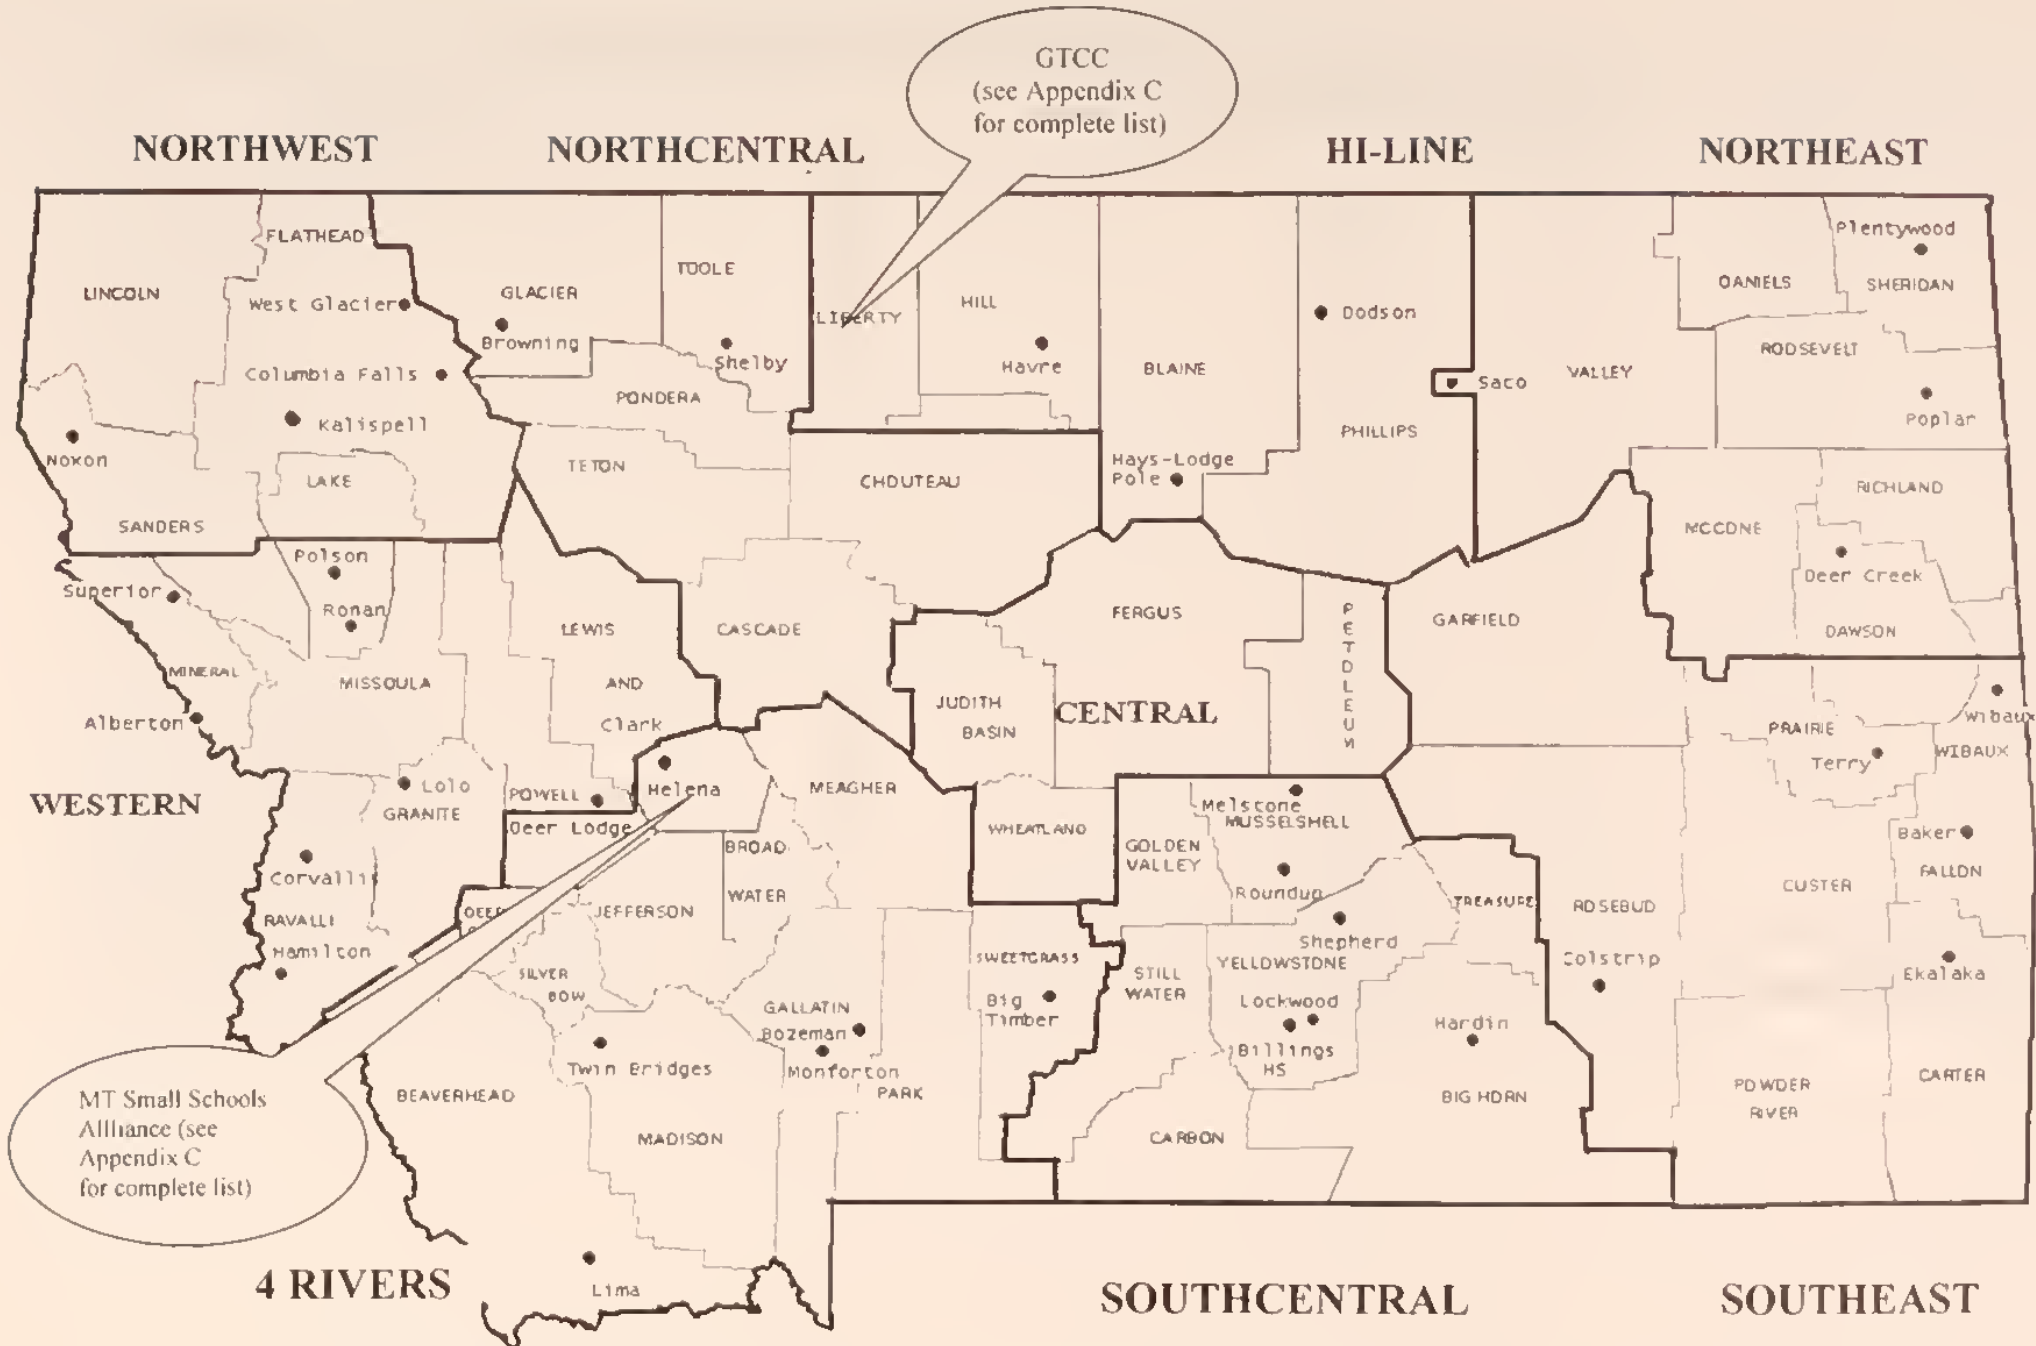 GTCC
(see Appendix C
for complete list)
NORTHWEST
NORTHCENTRAL
HI-LINE
NORTHEAST
FLATHEAD
LINCOLN
West Glacier
Columbia Falls
Kalispell
Noxon
LAKE
SANDERS
GLACIER
Browning
TOOLE
Shelby
PONDERA
TETON
LIBERTY
HILL
Havre
CHOUTEAU
BLAINE
Hays-Lodge
Pole
Dodson
Saco
PHILLIPS
VALLEY
DANIELS
Plentywood
SHERIDAN
ROOSEVELT
Poplar
RICHLAND
MCCONE
Deer Creek
DAWSON
Polson
Superior
Ronan
MINERAL
MISSOULA
Alberton
WESTERN
Lolo
GRANITE
POWELL
Deer Lodge
Corvallis
RAVALLI
Hamilton
LEWIS
AND
Clark
Helena
CASCADE
MEAGHER
BROAD
WATER
JEFFERSON
DEER
SILVER
BOW
JUDITH
BASIN
FERGUS
CENTRAL
PETROLEUM
GARFIELD
WHEATLAND
GOLDEN
VALLEY
Melstone
MUSSELSHELL
Roundup
Shepherd
YELLOWSTONE
TREASURE
ROSEBUD
Colstrip
CUSTER
PRAIRIE
Terry
Wibaux
WIBAUX
Baker
FALLON
Ekalaka
SWEETGRASS
Big
Timber
STILL
WATER
Lockwood
Billings
HS
Hardin
BIG HORN
CARBON
POWDER
RIVER
CARTER
GALLATIN
Bozeman
Monforton
PARK
Twin Bridges
BEAVERHEAD
MADISON
Lima
MT Small Schools
Allliance (see
Appendix C
for complete list)
4 RIVERS
SOUTHCENTRAL
SOUTHEAST